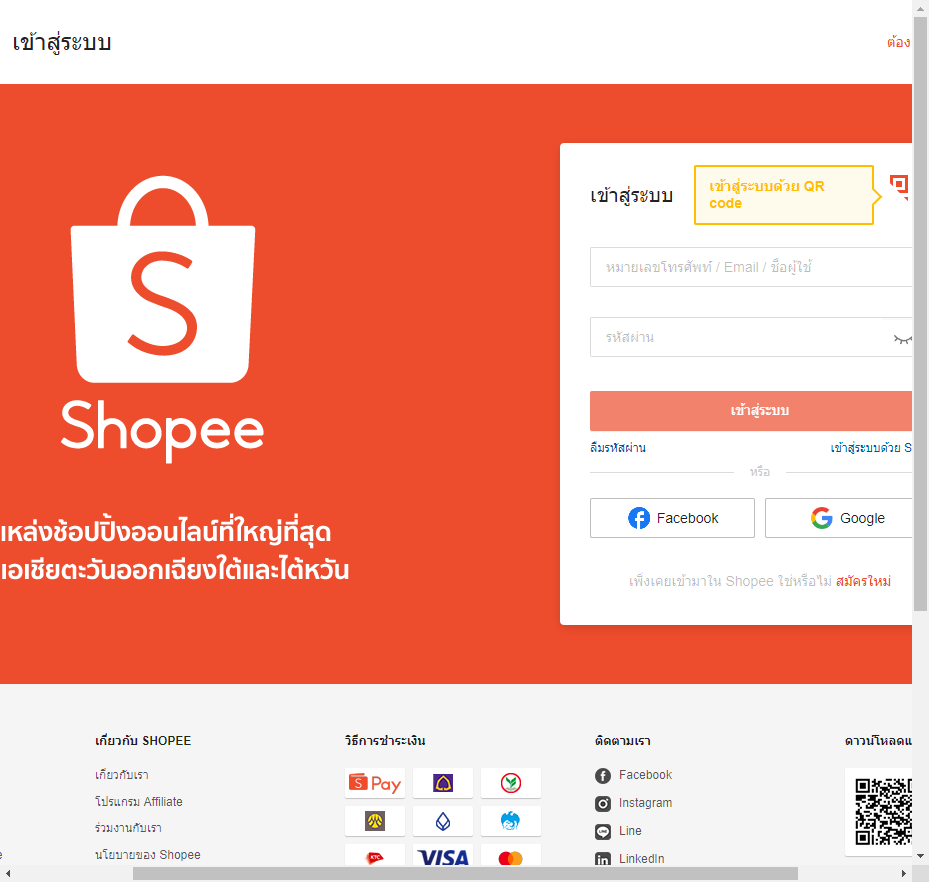 เข้าสู่ระบบ
ต้อง
Shopee
เข้าสู่ระบบ
เข้าสู่ระบบด้วย QR
code
หมายเลขโทรศัพท์ / Email / ชื่อผู้ใช้
รหัสผ่าน
เข้าสู่ระบบ
ลืมรหัสผ่าน
เข้าสู่ระบบด้วย S
หรือ
Facebook
Google
เหล่งช้อปปิ้งออนไลน์ที่ใหญ่ที่สุด
เอเชียตะวันออกเฉียงใต้และไต้หวัน
เพิ่งเคยเข้ามาใน Shopee ใช่หรือไม่ สมัครใหม่
เกี่ยวกับ SHOPEE
เกี่ยวกับเรา
โปรแกรม Affiliate
ร่วมงานกับเรา
นโยบายของ Shopee
วิธีการชำระเงิน
S Pay
KTC
VISA
ติดตามเรา
Facebook
Instagram
Line
LinkedIn
ดาวน์โหลดแ